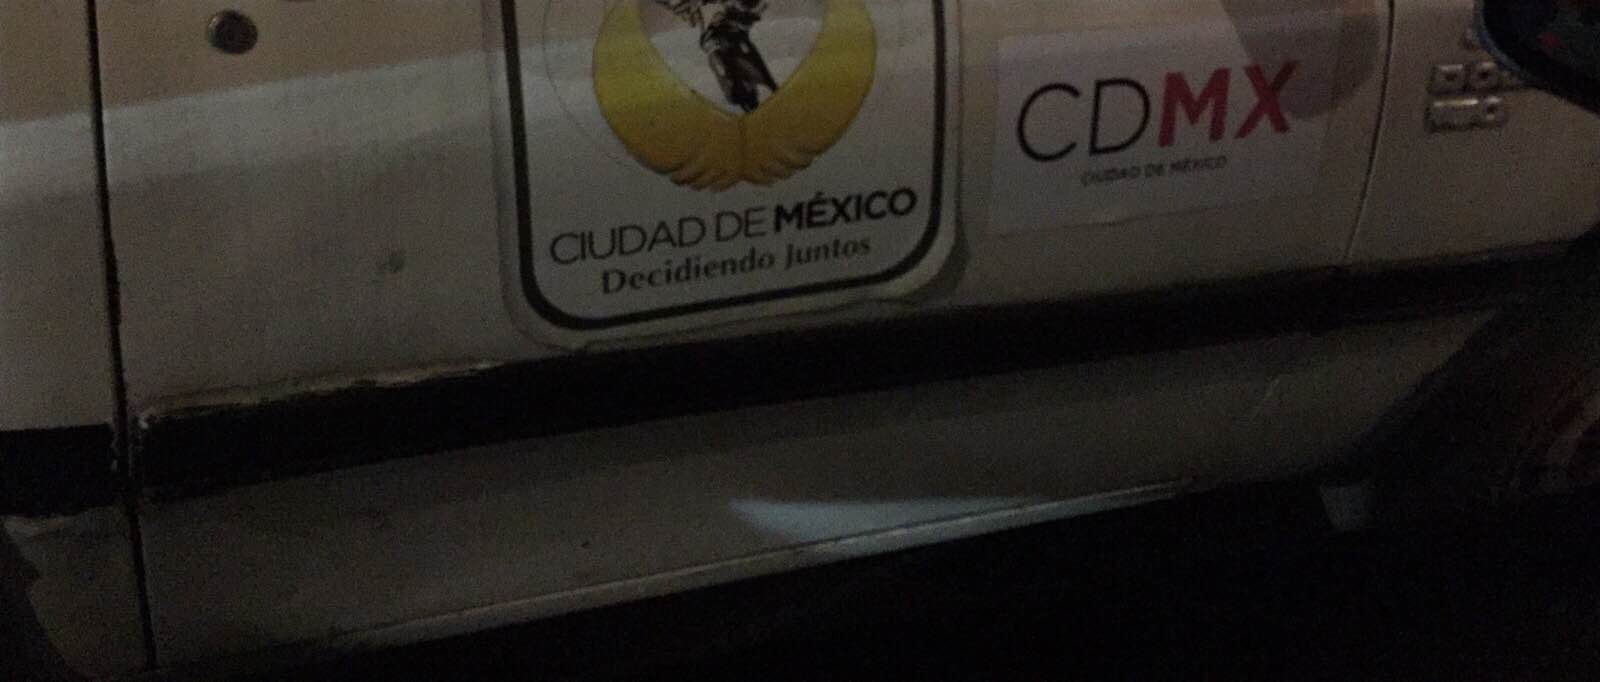 CIUDAD DE MÉXICO
Decidiendo Juntos
CDMX
CIUDAD DE MÉXICO